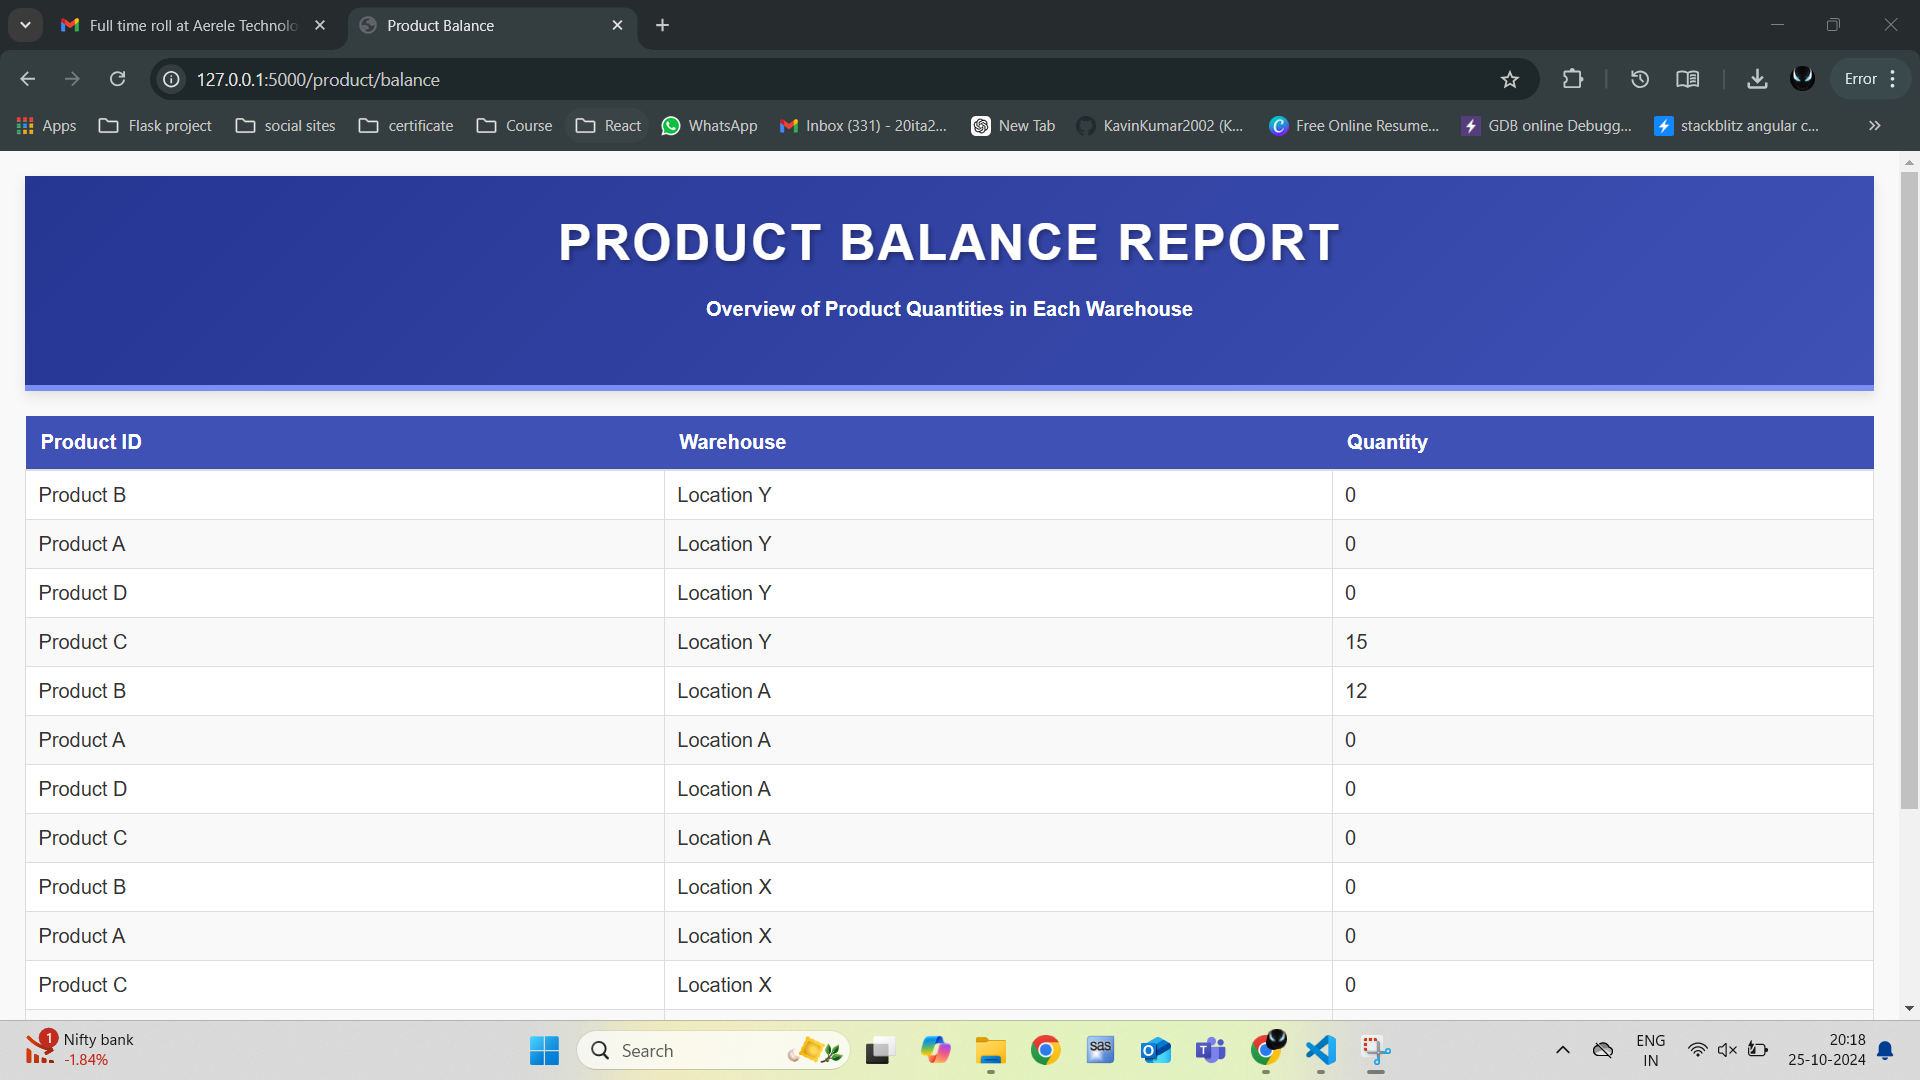 Full time roll at Aerele Technolo
Product Balance
127.0.0.1:5000/product/balance
Error
Apps
Flask project
social sites
certificate
Course
React
WhatsApp
Inbox (331) - 20ita2...
New Tab
KavinKumar2002 (K...
Free Online Resume...
GDB online Debugg...
stackblitz angular c...
PRODUCT BALANCE REPORT
Overview of Product Quantities in Each Warehouse
Product ID Warehouse Quantity
Product B Location Y 0
Product A Location Y 0
Product D Location Y 0
Product C Location Y 15
Product B Location A 12
Product A Location A 0
Product D Location A 0
Product C Location A 0
Product B Location X 0
Product A Location X 0
Product C Location X 0
1
Nifty bank
-1.84%
Search
sas
ENG
IN
20:18
25-10-2024